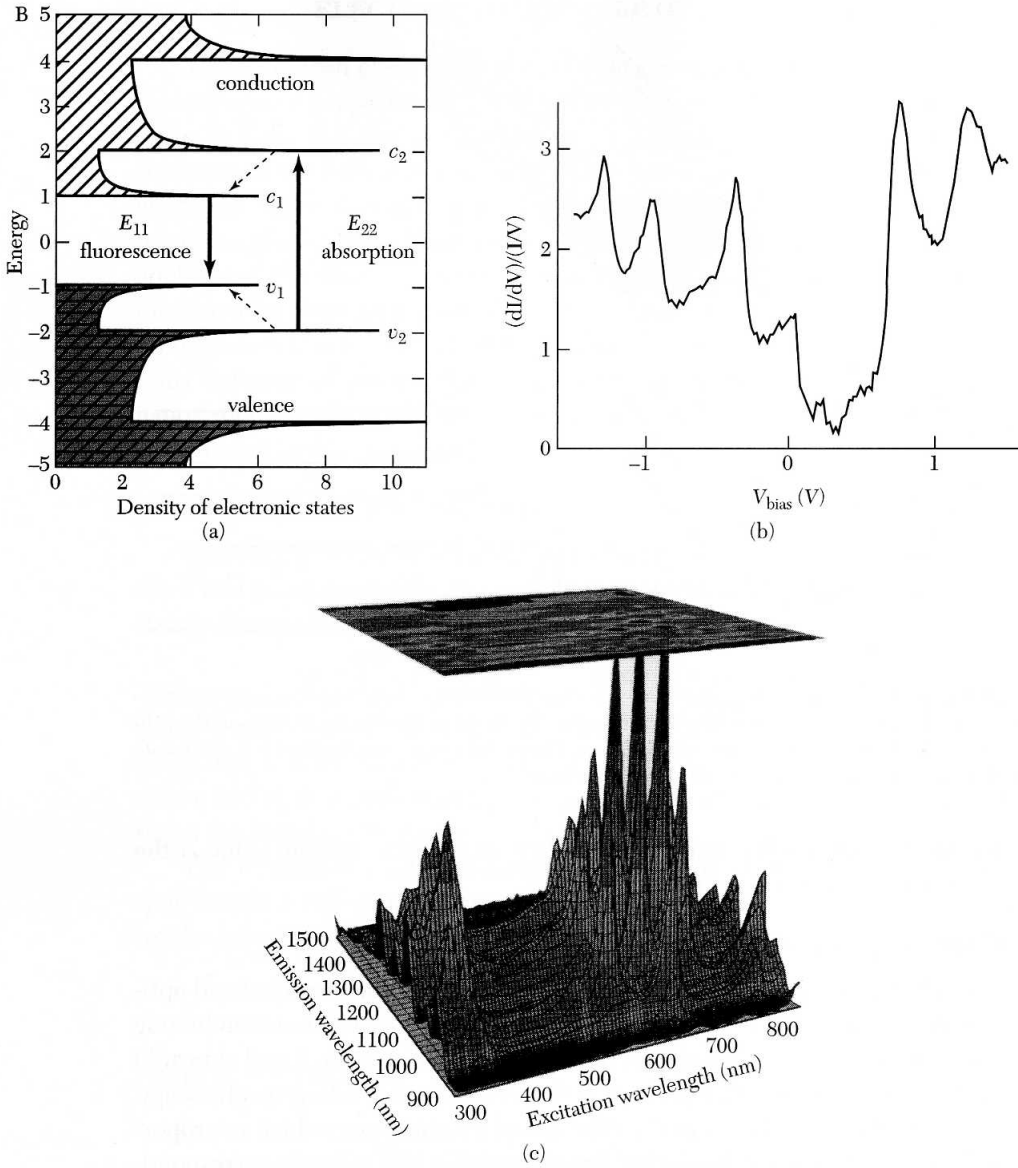 B
5
4
3
2
1
0
−1
−2
−3
−4
−5
Energy
conduction
c2
c1
E11
fluorescence
E22
absorption
v1
v2
valence
0 2 4 6 8 10
Density of electronic states
(a)
3
2
1
0
(dI/dV)/(I/V)
−1 0 1
Vbias (V)
(b)
1500
1400
1300
1200
1100
1000
900
Emission wavelength (nm)
300 400 500 600 700 800
Excitation wavelength (nm)
(c)